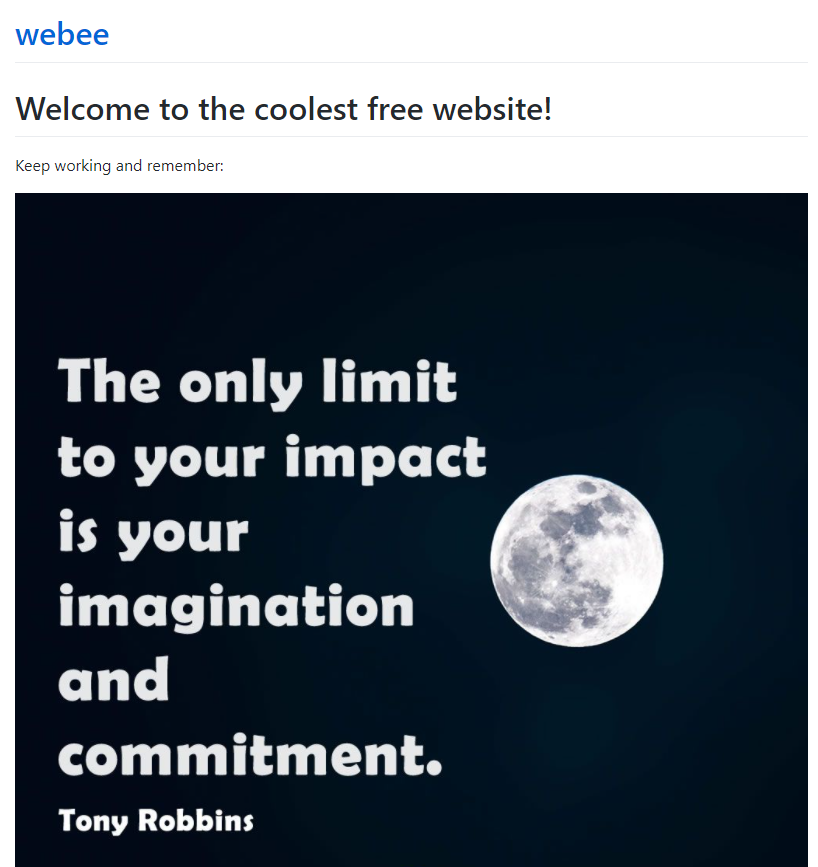 webee
Welcome to the coolest free website!
Keep working and remember:
The only limit
to your impact
is your
imagination
and
commitment.
Tony Robbins